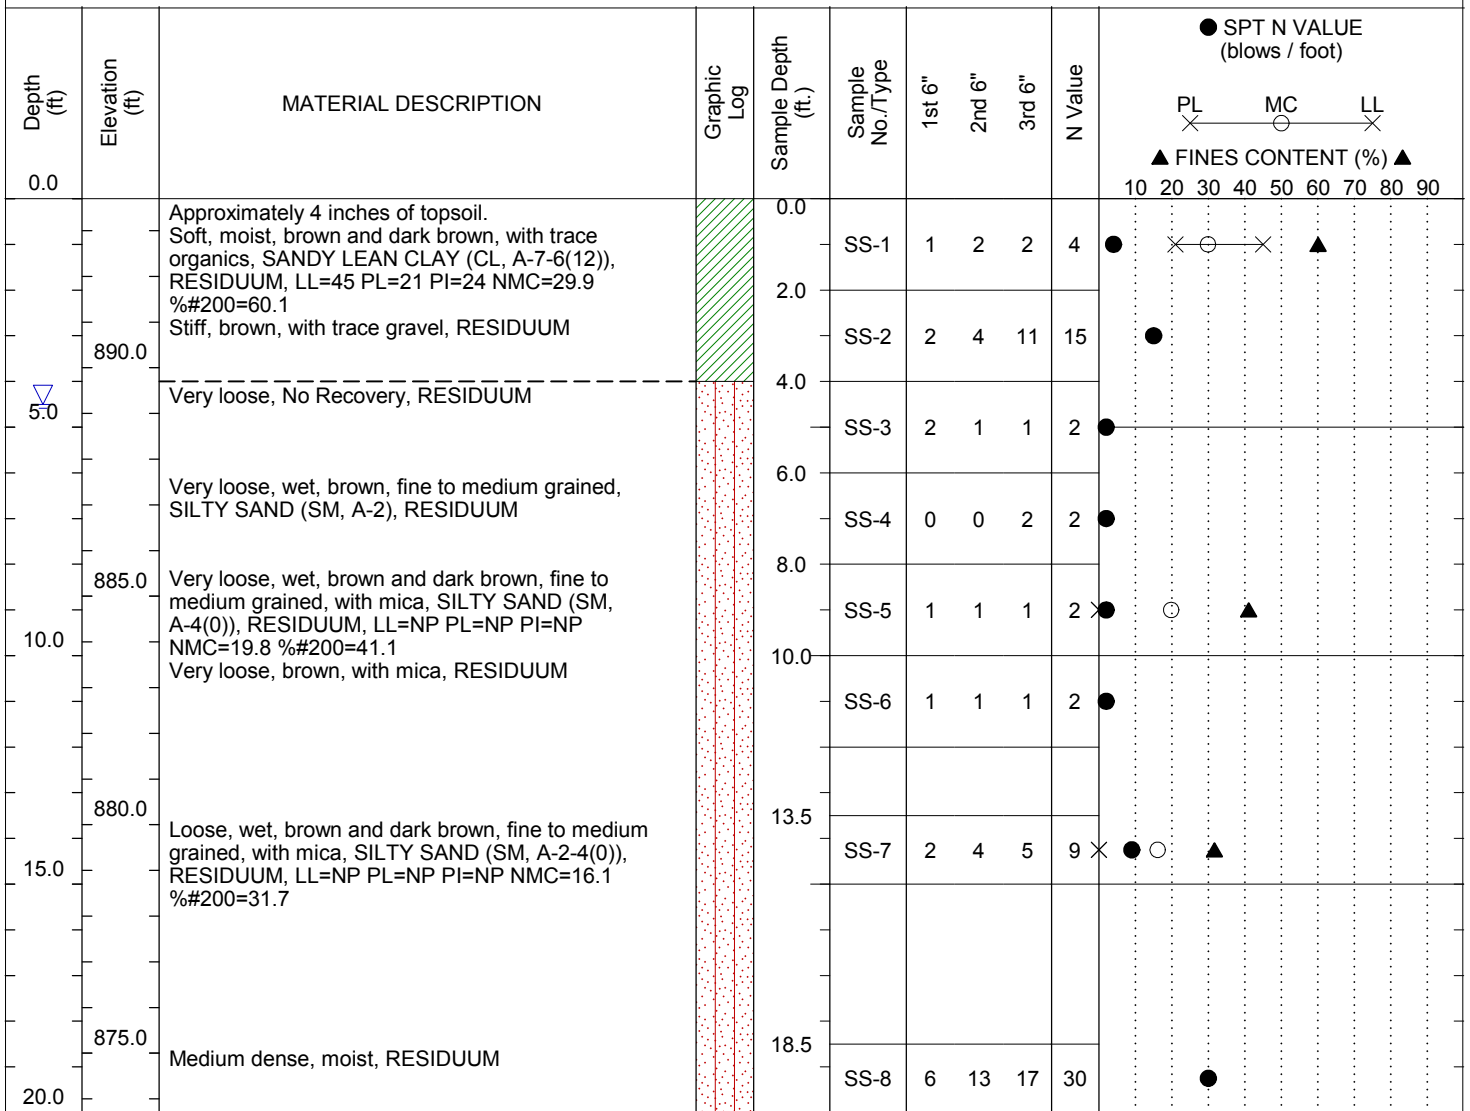 Depth (ft)
Elevation (ft)
MATERIAL DESCRIPTION
Graphic Log
Sample Depth (ft.)
Sample No./Type
1st 6"
2nd 6"
3rd 6"
N Value
● SPT N VALUE
(blows / foot)
PL MC LL
▲ FINES CONTENT (%) ▲
10 20 30 40 50 60 70 80 90
0.0
Approximately 4 inches of topsoil.
0.0
Soft, moist, brown and dark brown, with trace
organics, SANDY LEAN CLAY (CL, A-7-6(12)),
RESIDUUM, LL=45 PL=21 PI=24 NMC=29.9
%#200=60.1
SS-1 1 2 2 4
2.0
Stiff, brown, with trace gravel, RESIDUUM
SS-2 2 4 11 15
890.0
4.0
Very loose, No Recovery, RESIDUUM
5.0
SS-3 2 1 1 2
6.0
Very loose, wet, brown, fine to medium grained,
SILTY SAND (SM, A-2), RESIDUUM
SS-4 0 0 2 2
8.0
885.0
Very loose, wet, brown and dark brown, fine to
medium grained, with mica, SILTY SAND (SM,
A-4(0)), RESIDUUM, LL=NP PL=NP PI=NP
NMC=19.8 %#200=41.1
SS-5 1 1 1 2
10.0
10.0
Very loose, brown, with mica, RESIDUUM
SS-6 1 1 1 2
880.0
13.5
Loose, wet, brown and dark brown, fine to medium
grained, with mica, SILTY SAND (SM, A-2-4(0)),
RESIDUUM, LL=NP PL=NP PI=NP NMC=16.1
%#200=31.7
SS-7 2 4 5 9
15.0
875.0
18.5
Medium dense, moist, RESIDUUM
SS-8 6 13 17 30
20.0